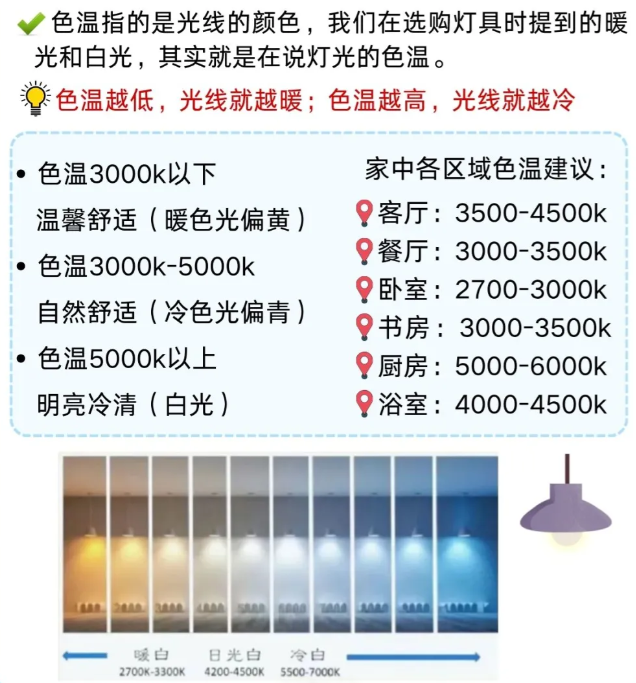 色温指的是光线的颜色，我们在选购灯具时提到的暖
光和白光，其实就是在说灯光的色温。
色温越低，光线就越暖；色温越高，光线就越冷
色温3000k以下
温馨舒适（暖色光偏黄）
色温3000k-5000k
自然舒适（冷色光偏青）
色温5000k以上
明亮冷清（白光）
家中各区域色温建议：
客厅：3500-4500k
餐厅：3000-3500k
卧室：2700-3000k
书房：3000-3500k
厨房：5000-6000k
浴室：4000-4500k
暖白 日光白 冷白
2700K-3300K 4200-4500K 5500-7000K